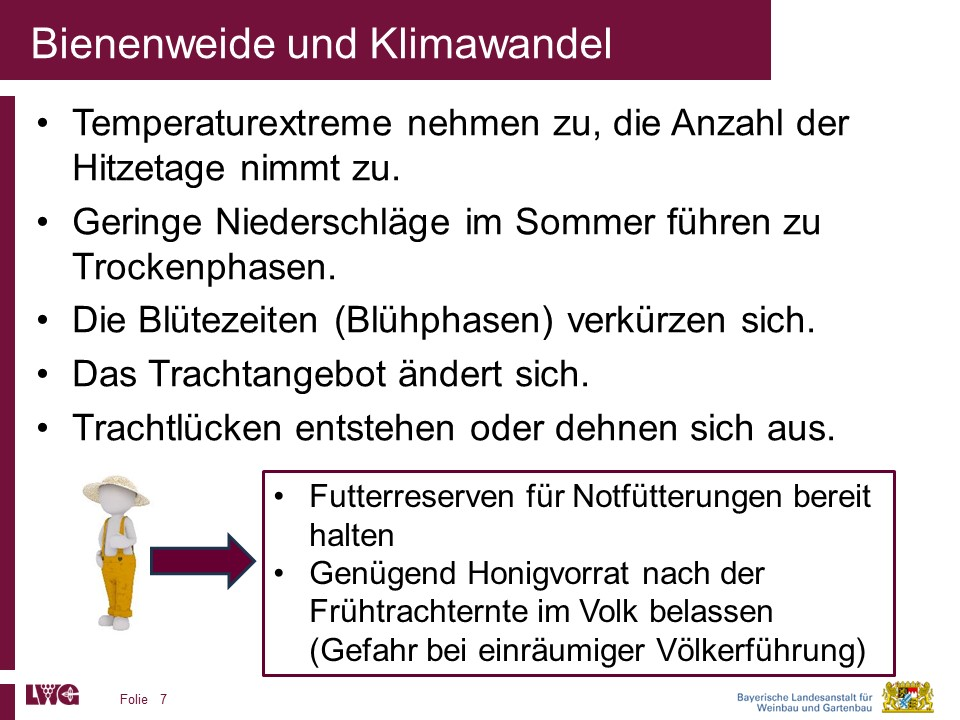 Bienenweide und Klimawandel
• Temperaturextreme nehmen zu, die Anzahl der
Hitzetage nimmt zu.
• Geringe Niederschläge im Sommer führen zu
Trockenphasen.
• Die Blütezeiten (Blühphasen) verkürzen sich.
• Das Trachtangebot ändert sich.
• Trachtlücken entstehen oder dehnen sich aus.
• Futterreserven für Notfütterungen bereit
halten
• Genügend Honigvorrat nach der
Frühtrachternte im Volk belassen
(Gefahr bei einräumiger Völkerführung)
LWG
Folie 7
Bayerische Landesanstalt für
Weinbau und Gartenbau